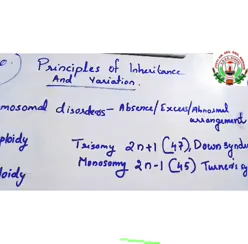 Principles of Inheritance
And Variation.
mosomal disorders - Absence/Excess/Abnormal
arrangement
ploidy Trisomy 2n+1 (47), Down Syndr
loidy Monosomy 2n-1 (45) Turner's sy